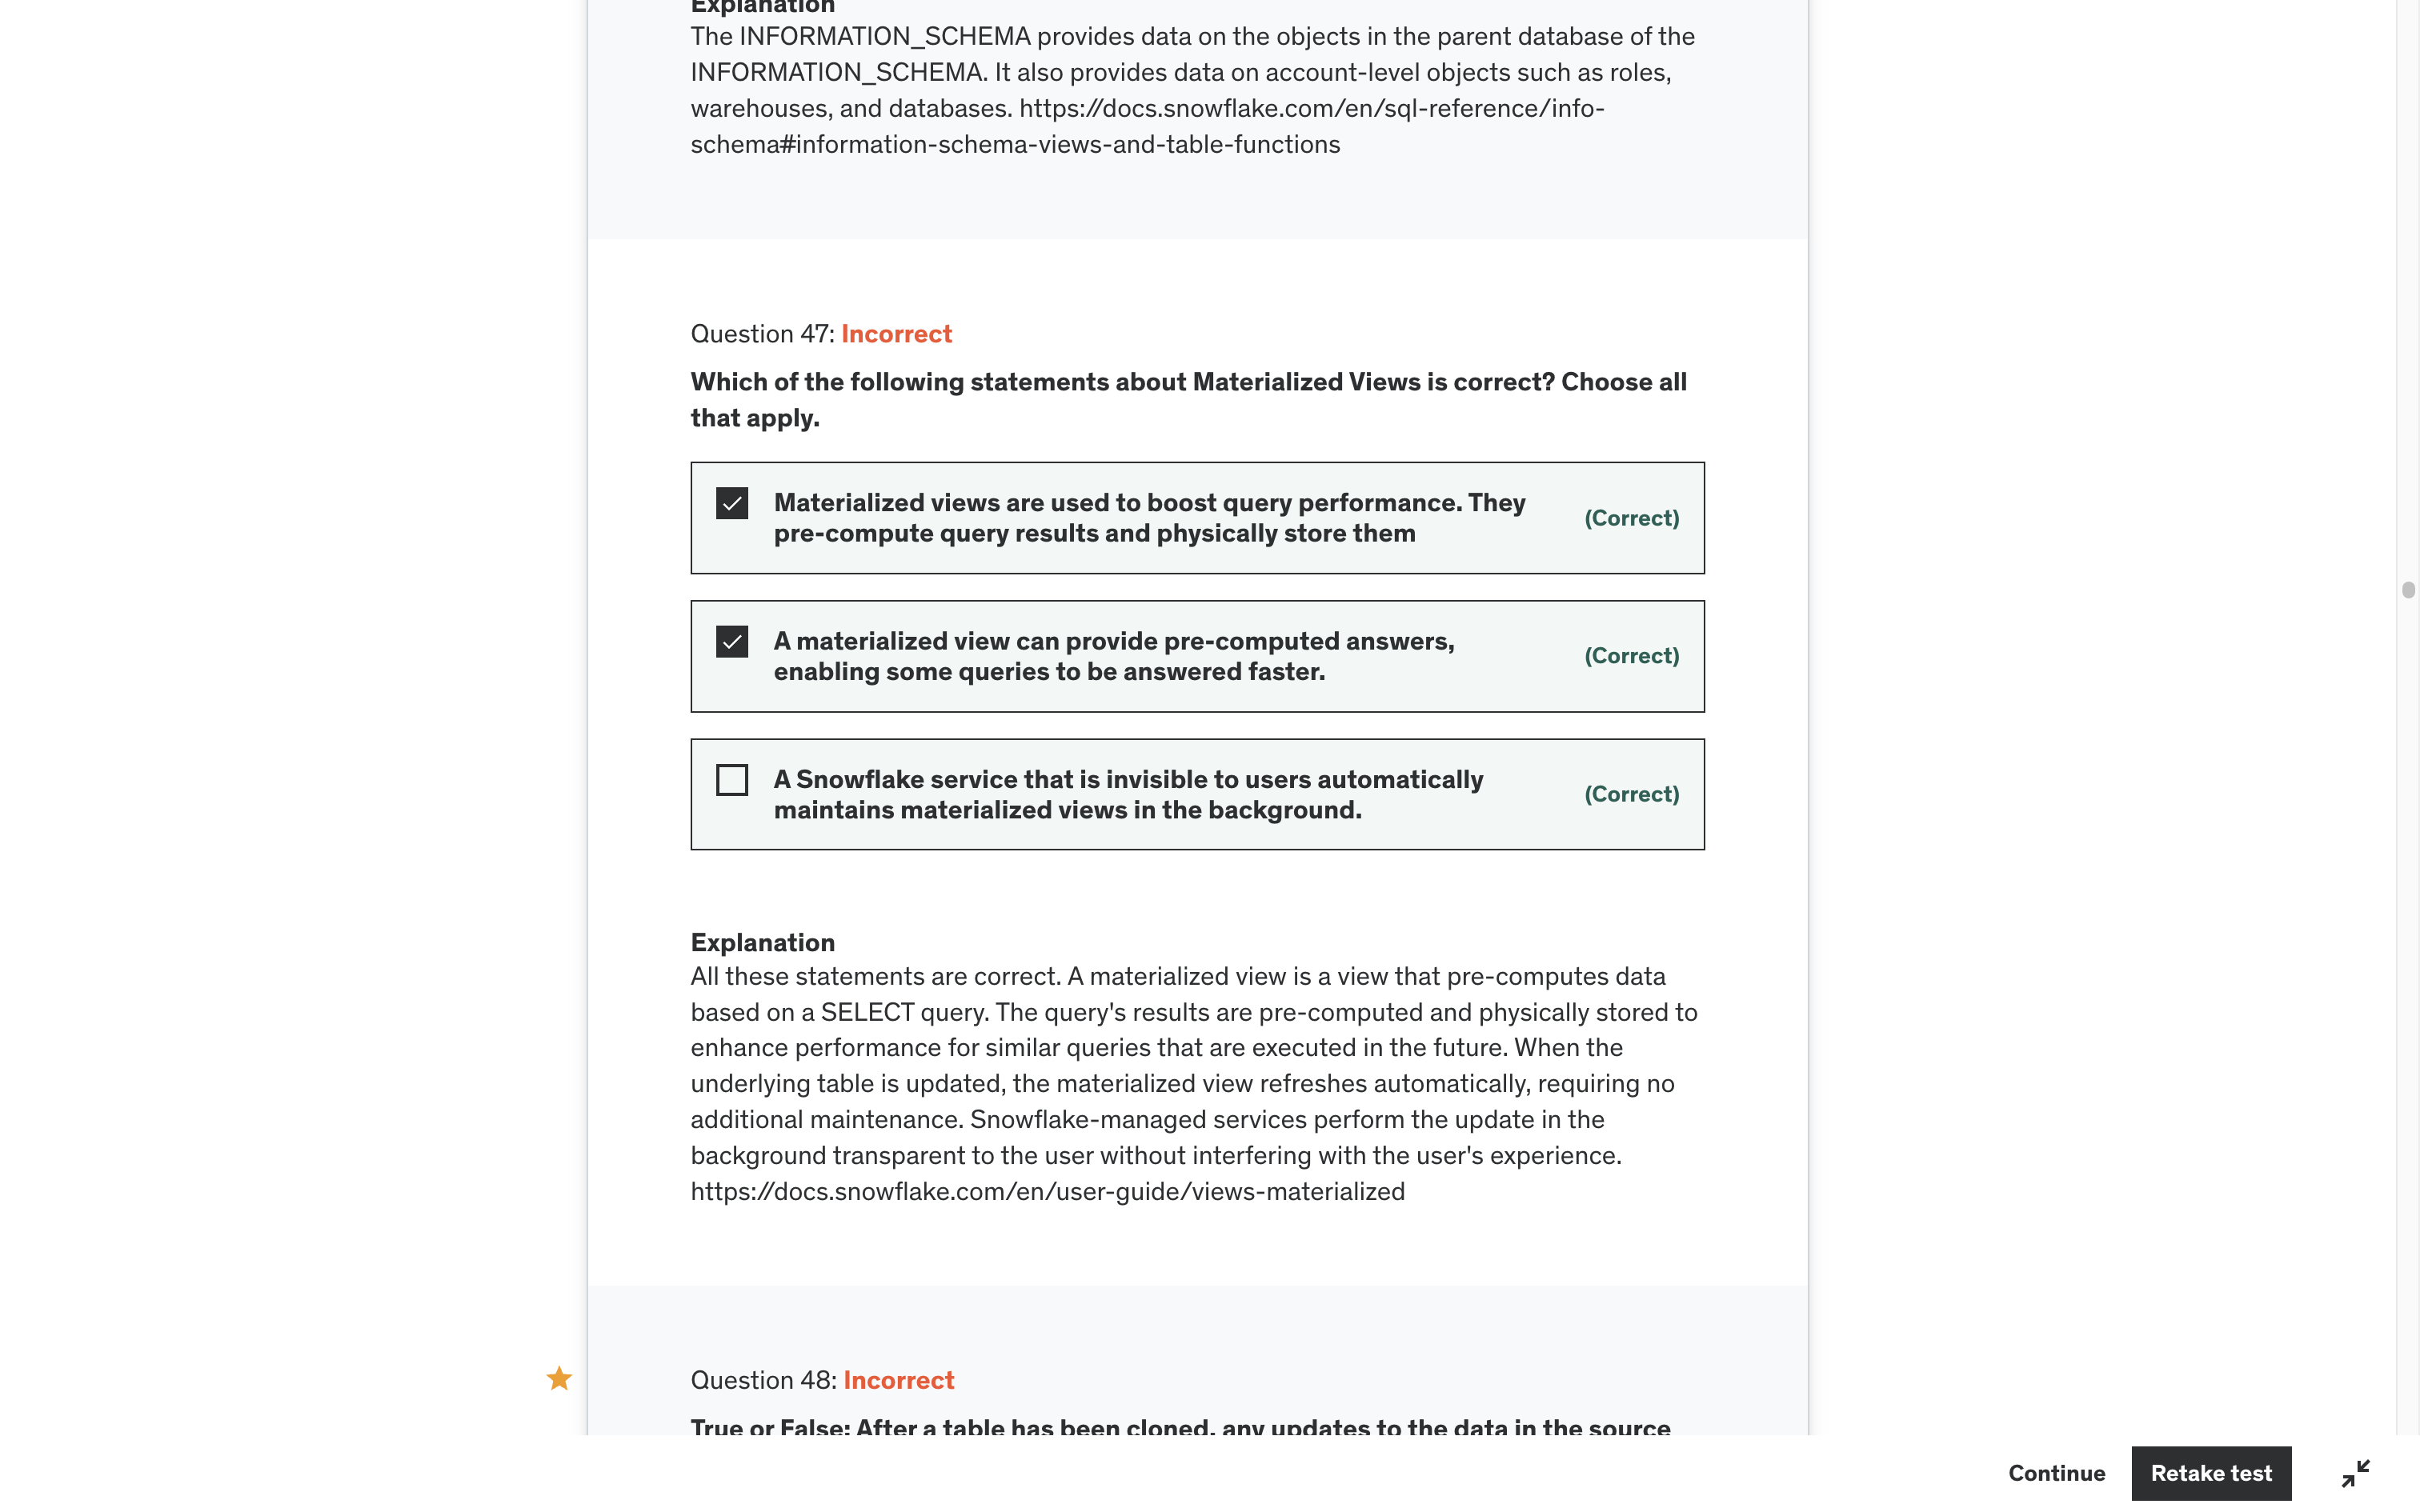 Explanation
The INFORMATION_SCHEMA provides data on the objects in the parent database of the
INFORMATION_SCHEMA. It also provides data on account-level objects such as roles,
warehouses, and databases. https://docs.snowflake.com/en/sql-reference/info-
schema#information-schema-views-and-table-functions
Question 47: Incorrect
Which of the following statements about Materialized Views is correct? Choose all
that apply.
Materialized views are used to boost query performance. They
pre-compute query results and physically store them
(Correct)
A materialized view can provide pre-computed answers,
enabling some queries to be answered faster.
(Correct)
A Snowflake service that is invisible to users automatically
maintains materialized views in the background.
(Correct)
Explanation
All these statements are correct. A materialized view is a view that pre-computes data
based on a SELECT query. The query's results are pre-computed and physically stored to
enhance performance for similar queries that are executed in the future. When the
underlying table is updated, the materialized view refreshes automatically, requiring no
additional maintenance. Snowflake-managed services perform the update in the
background transparent to the user without interfering with the user's experience.
https://docs.snowflake.com/en/user-guide/views-materialized
Question 48: Incorrect
True or False: After a table has been cloned, any updates to the data in the source
Continue
Retake test